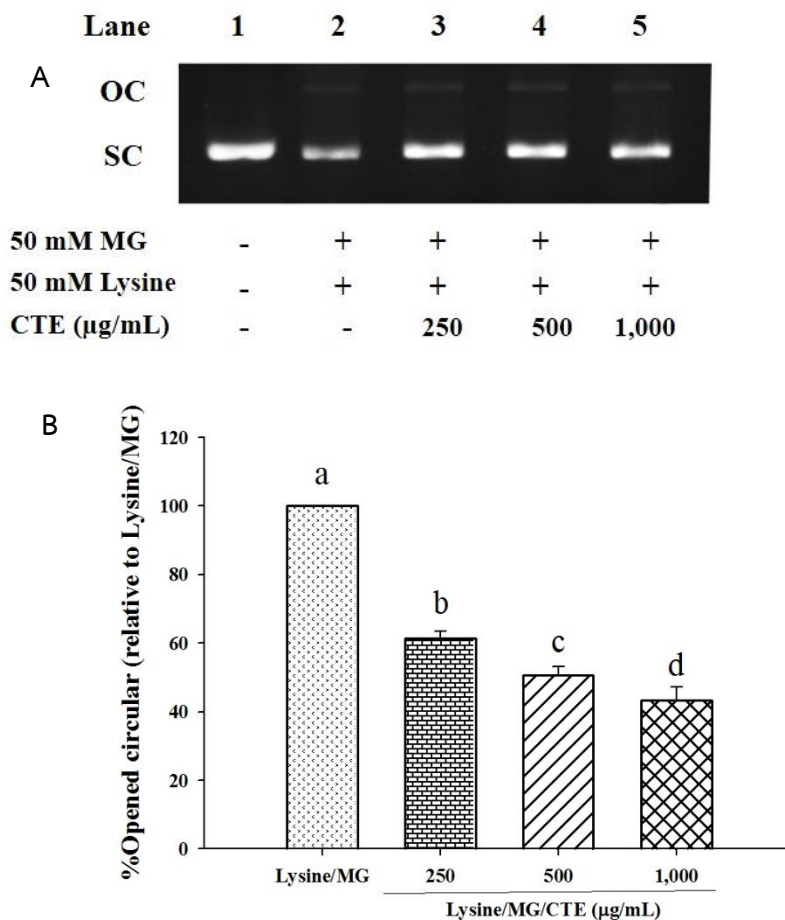 Lane 1 2 3 4 5
A
OC
SC
50 mM MG - + + + +
50 mM Lysine - + + + +
CTE (µg/mL) - - 250 500 1,000
B
%Opened circular (relative to Lysine/MG)
120
100
80
60
40
20
0
a
b
c
d
Lysine/MG 250 500 1,000
Lysine/MG/CTE (µg/mL)